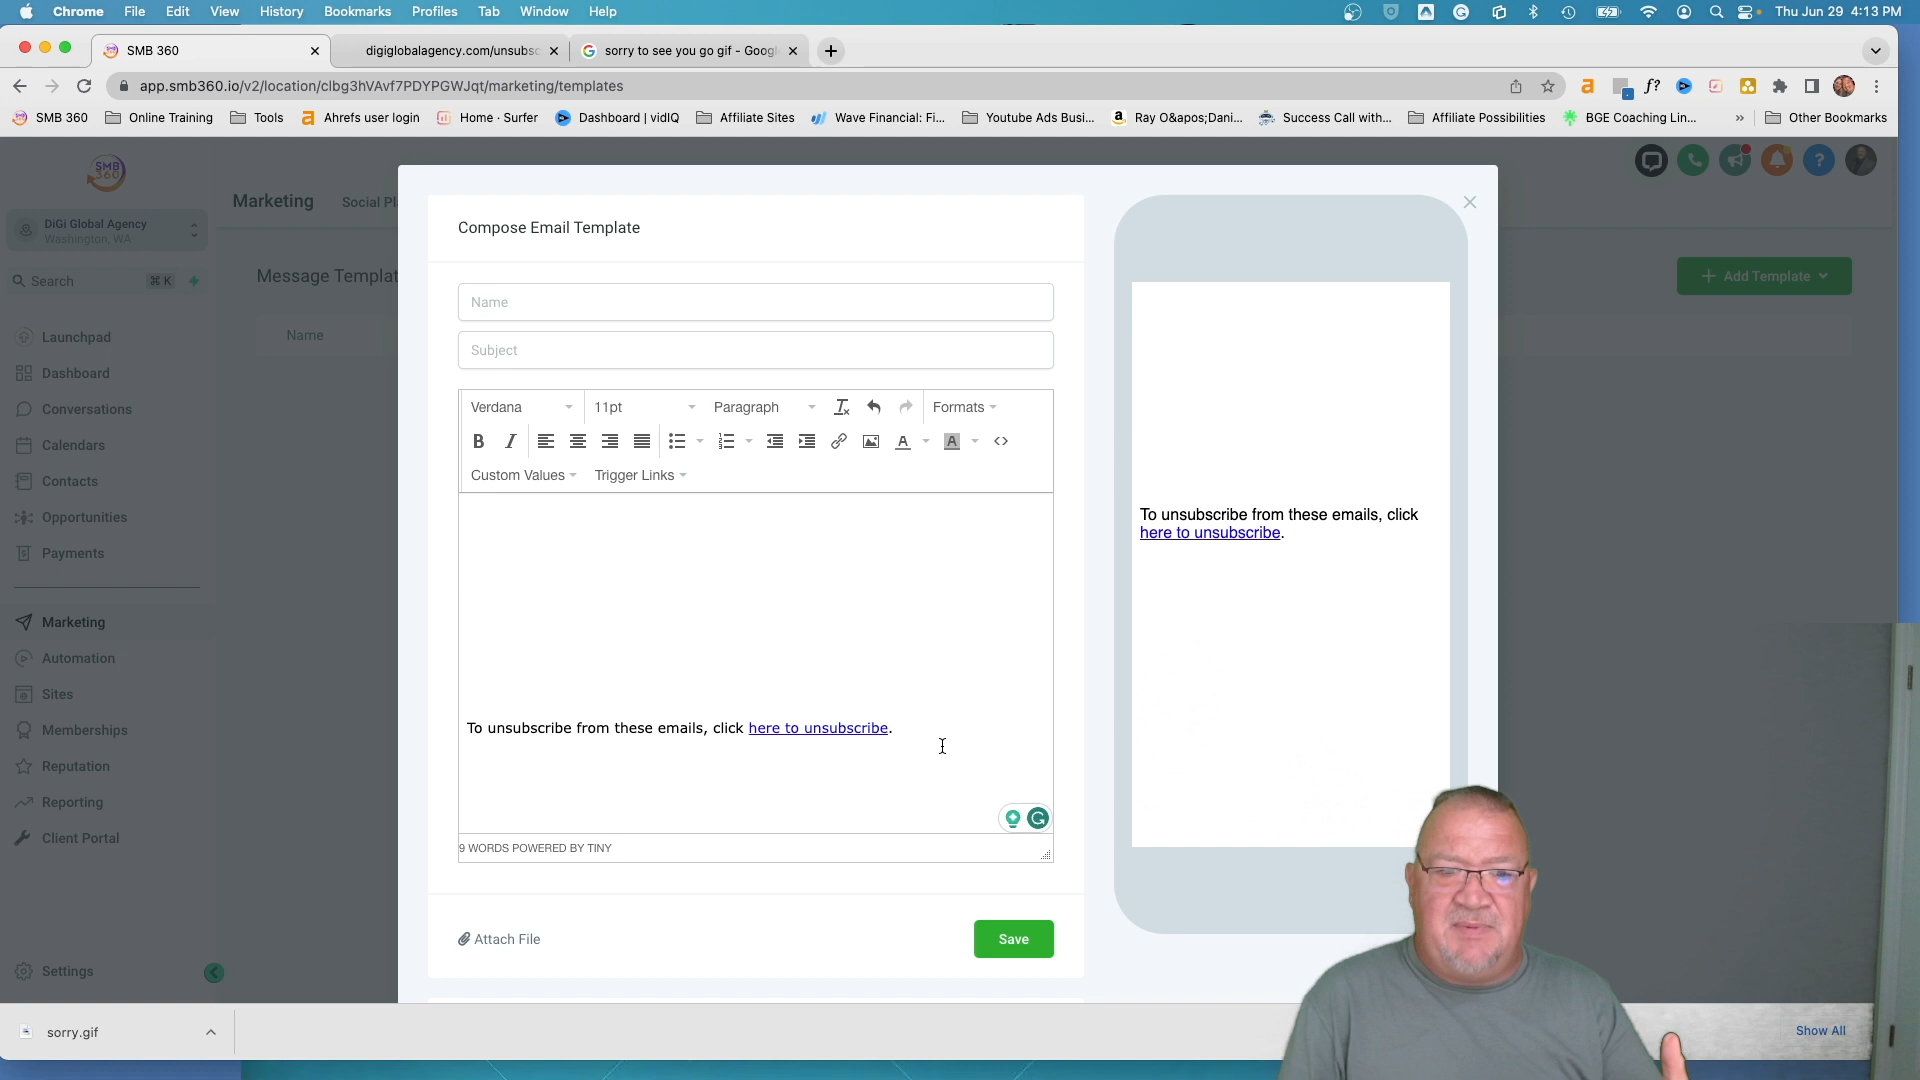 Chrome File Edit View History Bookmarks Profiles Tab Window Help Thu Jun 29 4:13 PM
SMB 360 digiglobalagency.com/unsubsc sorry to see you go gif - Googl
app.smb360.io/v2/location/clbg3hVAvf7PDYPGWJqt/marketing/templates
SMB 360 Online Training Tools Ahrefs user login Home · Surfer Dashboard | vidIQ Affiliate Sites Wave Financial: Fi... Youtube Ads Busi... Ray O&apos;Dani... Success Call with... Affiliate Possibilities BGE Coaching Lin... » Other Bookmarks
SMB
360
Marketing Social Pl
DiGi Global Agency
Washington, WA
Search ⌘ K
Message Templat
+ Add Template
Name
Launchpad
Dashboard
Conversations
Calendars
Contacts
Opportunities
Payments
Marketing
Automation
Sites
Memberships
Reputation
Reporting
Client Portal
Settings
Compose Email Template
Name
Subject
Verdana 11pt Paragraph Formats
B I A A <>
Custom Values Trigger Links
To unsubscribe from these emails, click here to unsubscribe.
9 WORDS POWERED BY TINY
Attach File Save
To unsubscribe from these emails, click
here to unsubscribe.
sorry.gif Show All